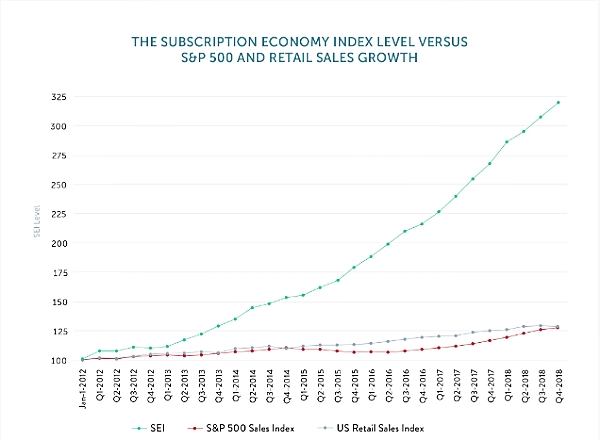 THE SUBSCRIPTION ECONOMY INDEX LEVEL VERSUS
S&P 500 AND RETAIL SALES GROWTH
325
300
275
250
225
200
175
150
125
100
SEI Level
Jan-1-2012
Q1-2012
Q2-2012
Q3-2012
Q4-2012
Q1-2013
Q2-2013
Q3-2013
Q4-2013
Q1-2014
Q2-2014
Q3-2014
Q4-2014
Q1-2015
Q2-2015
Q3-2015
Q4-2015
Q1-2016
Q2-2016
Q3-2016
Q4-2016
Q1-2017
Q2-2017
Q3-2017
Q4-2017
Q1-2018
Q2-2018
Q3-2018
Q4-2018
SEI
S&P 500 Sales Index
US Retail Sales Index